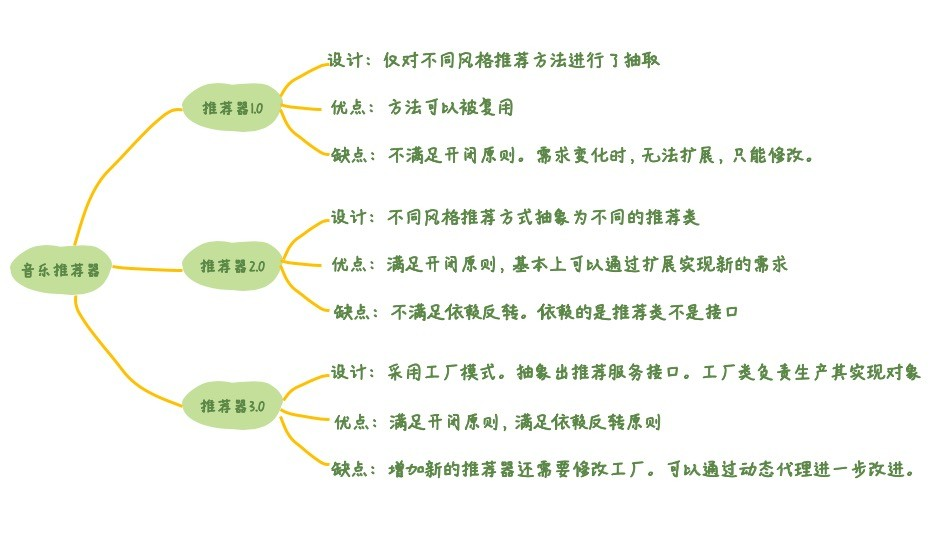 音乐推荐器
推荐器1.0
设计：仅对不同风格推荐方法进行了抽取
优点：方法可以被复用
缺点：不满足开闭原则。需求变化时，无法扩展，只能修改。
推荐器2.0
设计：不同风格推荐方式抽象为不同的推荐类
优点：满足开闭原则，基本上可以通过扩展实现新的需求
缺点：不满足依赖反转。依赖的是推荐类不是接口
推荐器3.0
设计：采用工厂模式。抽象出推荐服务接口。工厂类负责生产其实现对象
优点：满足开闭原则，满足依赖反转原则
缺点：增加新的推荐器还需要修改工厂。可以通过动态代理进一步改进。